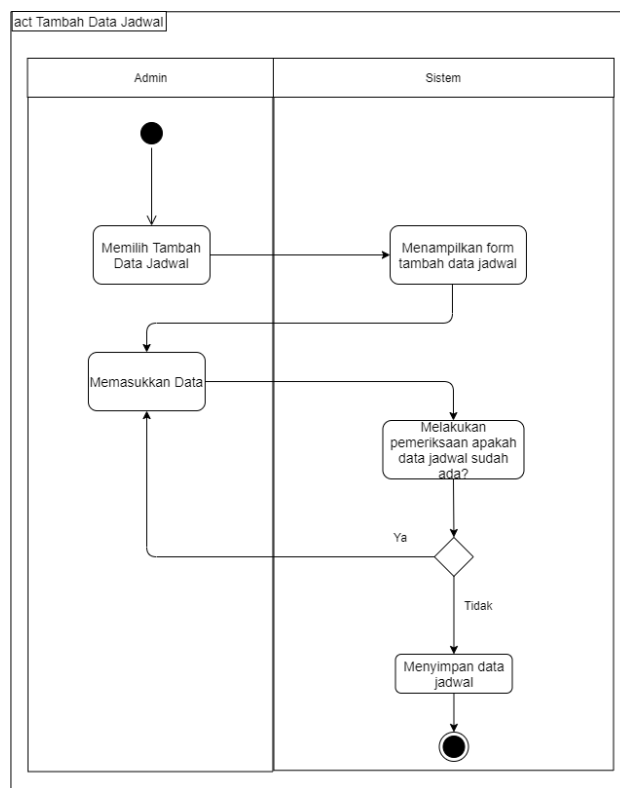 act Tambah Data Jadwal
Admin
Sistem
Memilih Tambah
Data Jadwal
Menampilkan form
tambah data jadwal
Memasukkan Data
Melakukan
pemeriksaan apakah
data jadwal sudah
ada?
Ya
Tidak
Menyimpan data
jadwal